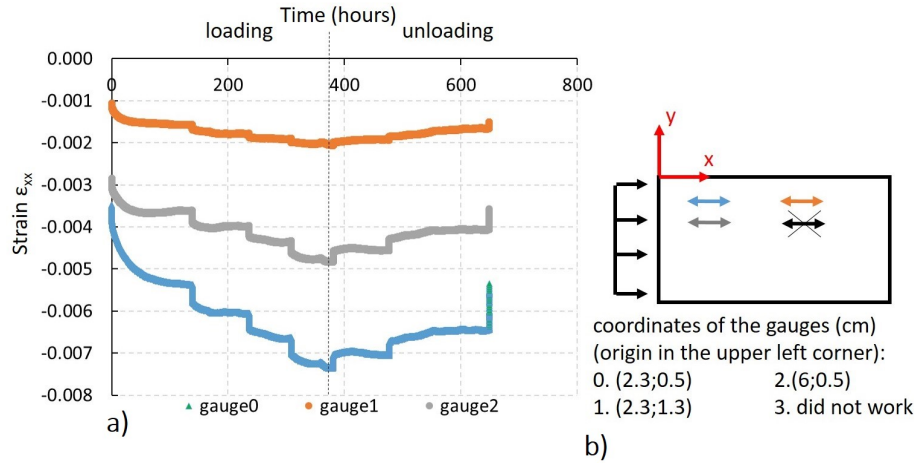 Time (hours)
loading unloading
0.000
0 200 400 600 800
-0.001
-0.002
-0.003
-0.004
-0.005
-0.006
-0.007
-0.008
Strain εxx
gauge0 gauge1 gauge2
a)
y
x
coordinates of the gauges (cm)
(origin in the upper left corner):
0. (2.3;0.5) 2.(6;0.5)
1. (2.3;1.3) 3. did not work
b)